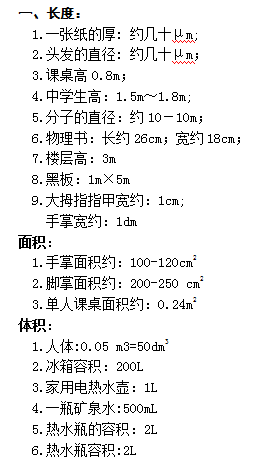 一、长度：
1.一张纸的厚：约几十μm;
2.头发的直径：约几十μm;
3.课桌高0.8m;
4.中学生高：1.5m～1.8m;
5.分子的直径：约10-10m;
6.物理书：长约26cm; 宽约18cm;
7.楼层高：3m
8.黑板：1m×5m
9.大拇指指甲宽约：1cm;
手掌宽约：1dm
面积：
1.手掌面积约：100-120cm²
2.脚掌面积约：200-250 cm²
3.单人课桌面积约：0.24m²
体积：
1.人体:0.05 m3=50dm³
2.冰箱容积：200L
3.家用电热水壶：1L
4.一瓶矿泉水:500mL
5.热水瓶的容积：2L
6.热水瓶容积:2L